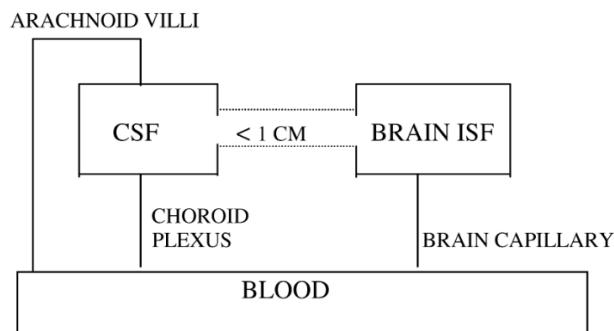 ARACHNOID VILLI
CSF
< 1 CM
BRAIN ISF
CHOROID
PLEXUS
BRAIN CAPILLARY
BLOOD